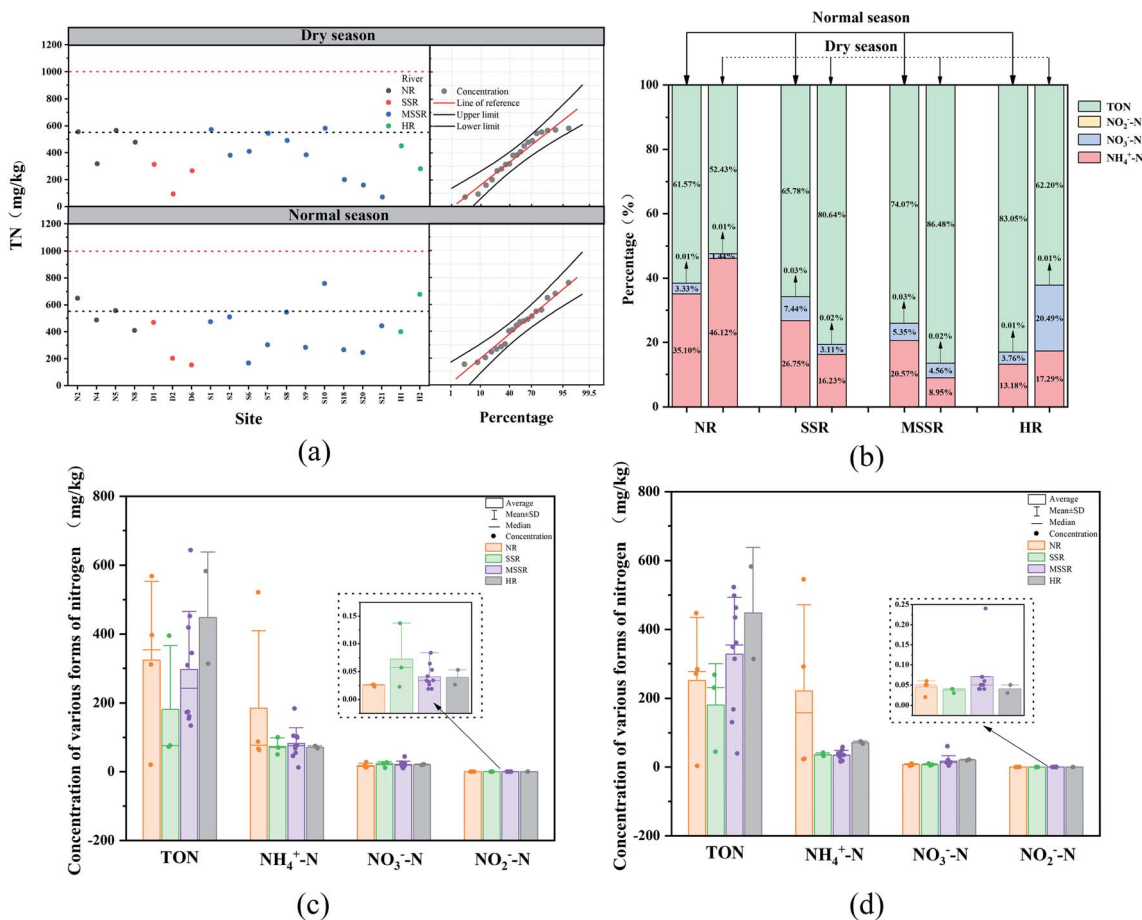 Dry season
River
NR
SSR
MSSR
HR
Concentration
Line of reference
Upper limit
Lower limit
1200
1000
800
600
400
200
0
Normal season
1200
1000
800
600
400
200
0
TN（mg/kg）
N2 N4 N5 N8 D1 D2 D6 S1 S2 S6 S7 S8 S9 S10 S18 S20 S21 H1 H2
1 10 40 70 95 99.5
Site
Percentage
(a)
Normal season
Dry season
100
80
60
40
20
0
Percentage（%）
TON
NO₂⁻-N
NO₃⁻-N
NH₄⁺-N
61.57% 0.01% 3.33% 35.10%
52.43% 0.01% 1.44% 46.12%
65.78% 0.03% 7.44% 26.75%
80.64% 0.02% 3.11% 16.23%
74.07% 0.03% 5.35% 20.57%
86.48% 0.02% 4.56% 8.95%
83.05% 0.01% 3.76% 13.18%
62.20% 0.01% 20.49% 17.29%
NR SSR MSSR HR
(b)
Concentration of various forms of nitrogen（mg/kg）
800
600
400
200
0
-200
Average
Mean±SD
Median
Concentration
NR
SSR
MSSR
HR
0.15
0.10
0.05
0.00
TON NH₄⁺-N NO₃⁻-N NO₂⁻-N
(c)
Concentration of various forms of nitrogen（mg/kg）
800
600
400
200
0
-200
Average
Mean±SD
Median
Concentration
NR
SSR
MSSR
HR
0.25
0.20
0.15
0.10
0.05
0.00
TON NH₄⁺-N NO₃⁻-N NO₂⁻-N
(d)